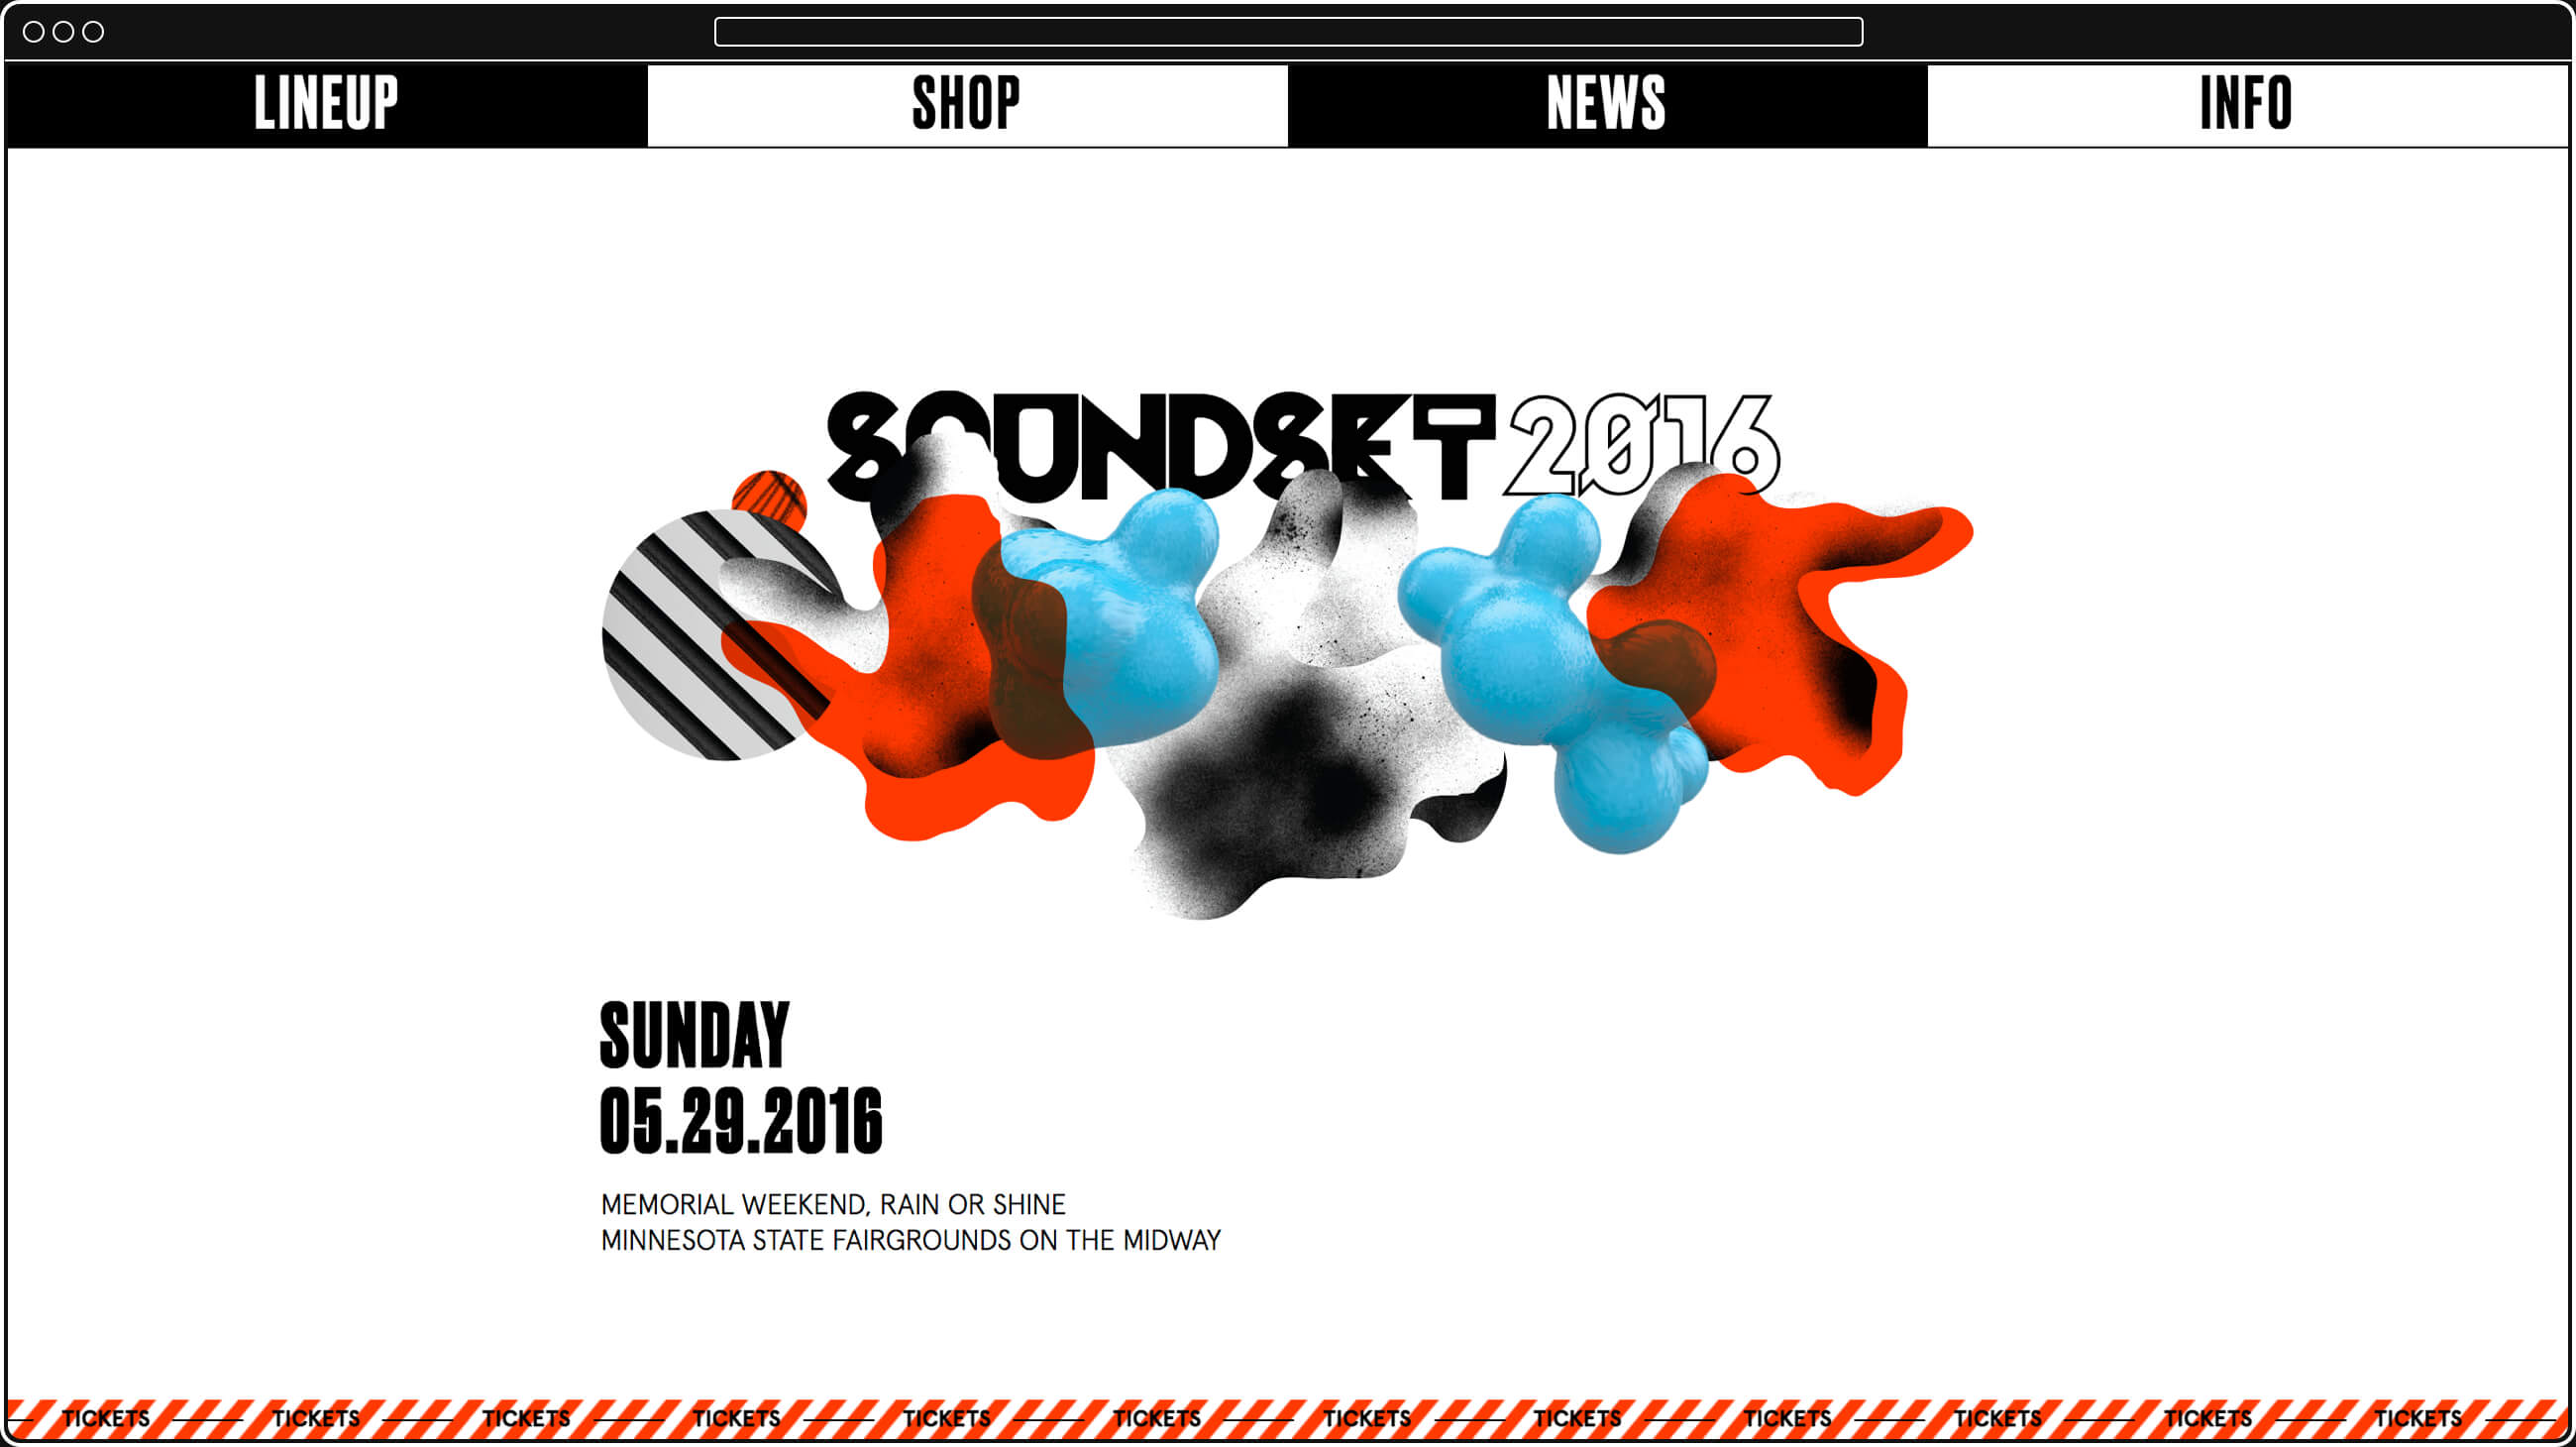 LINEUP
SHOP
NEWS
INFO
SOUNDSET 2016
SUNDAY
05.29.2016
MEMORIAL WEEKEND, RAIN OR SHINE
MINNESOTA STATE FAIRGROUNDS ON THE MIDWAY
TICKETS TICKETS TICKETS TICKETS TICKETS TICKETS TICKETS TICKETS TICKETS TICKETS TICKETS TICKETS